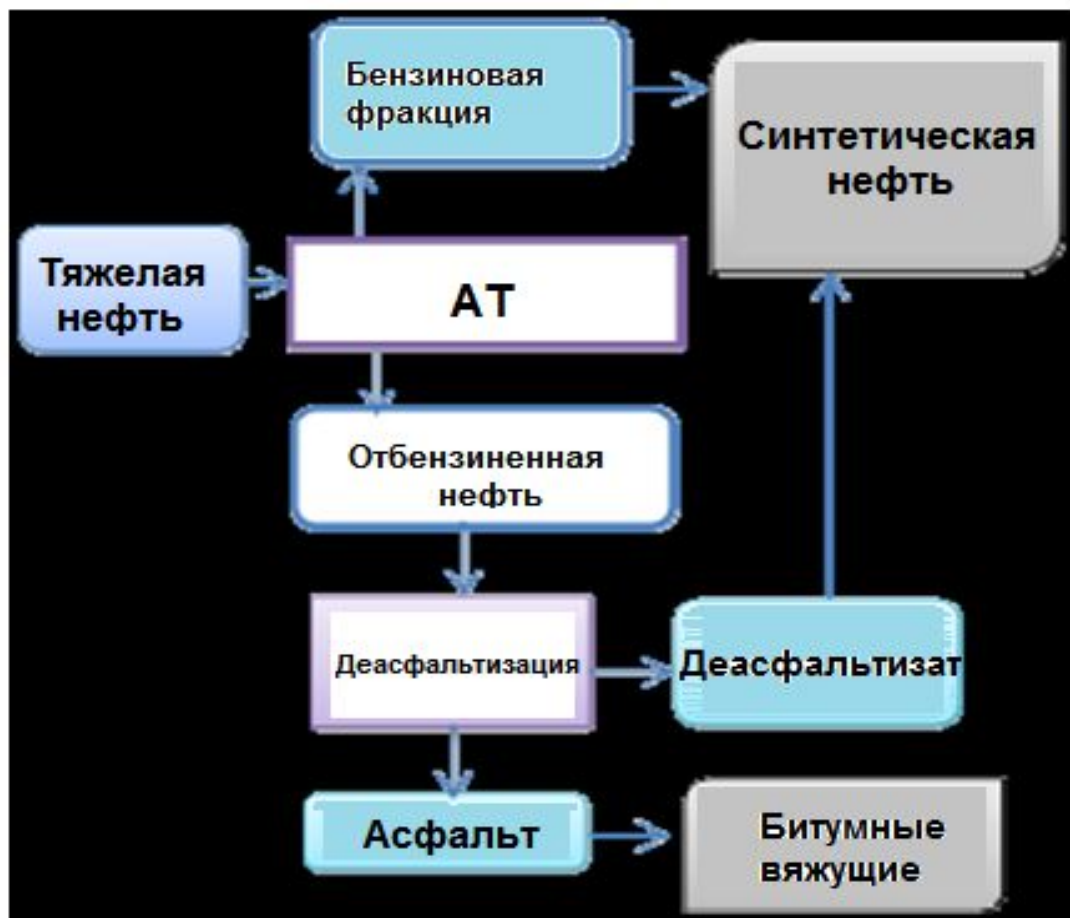 Бензиновая
фракция
Синтетическая
нефть
Тяжелая
нефть
АТ
Отбензиненная
нефть
Деасфальтизация
Деасфальтизат
Асфальт
Битумные
вяжущие